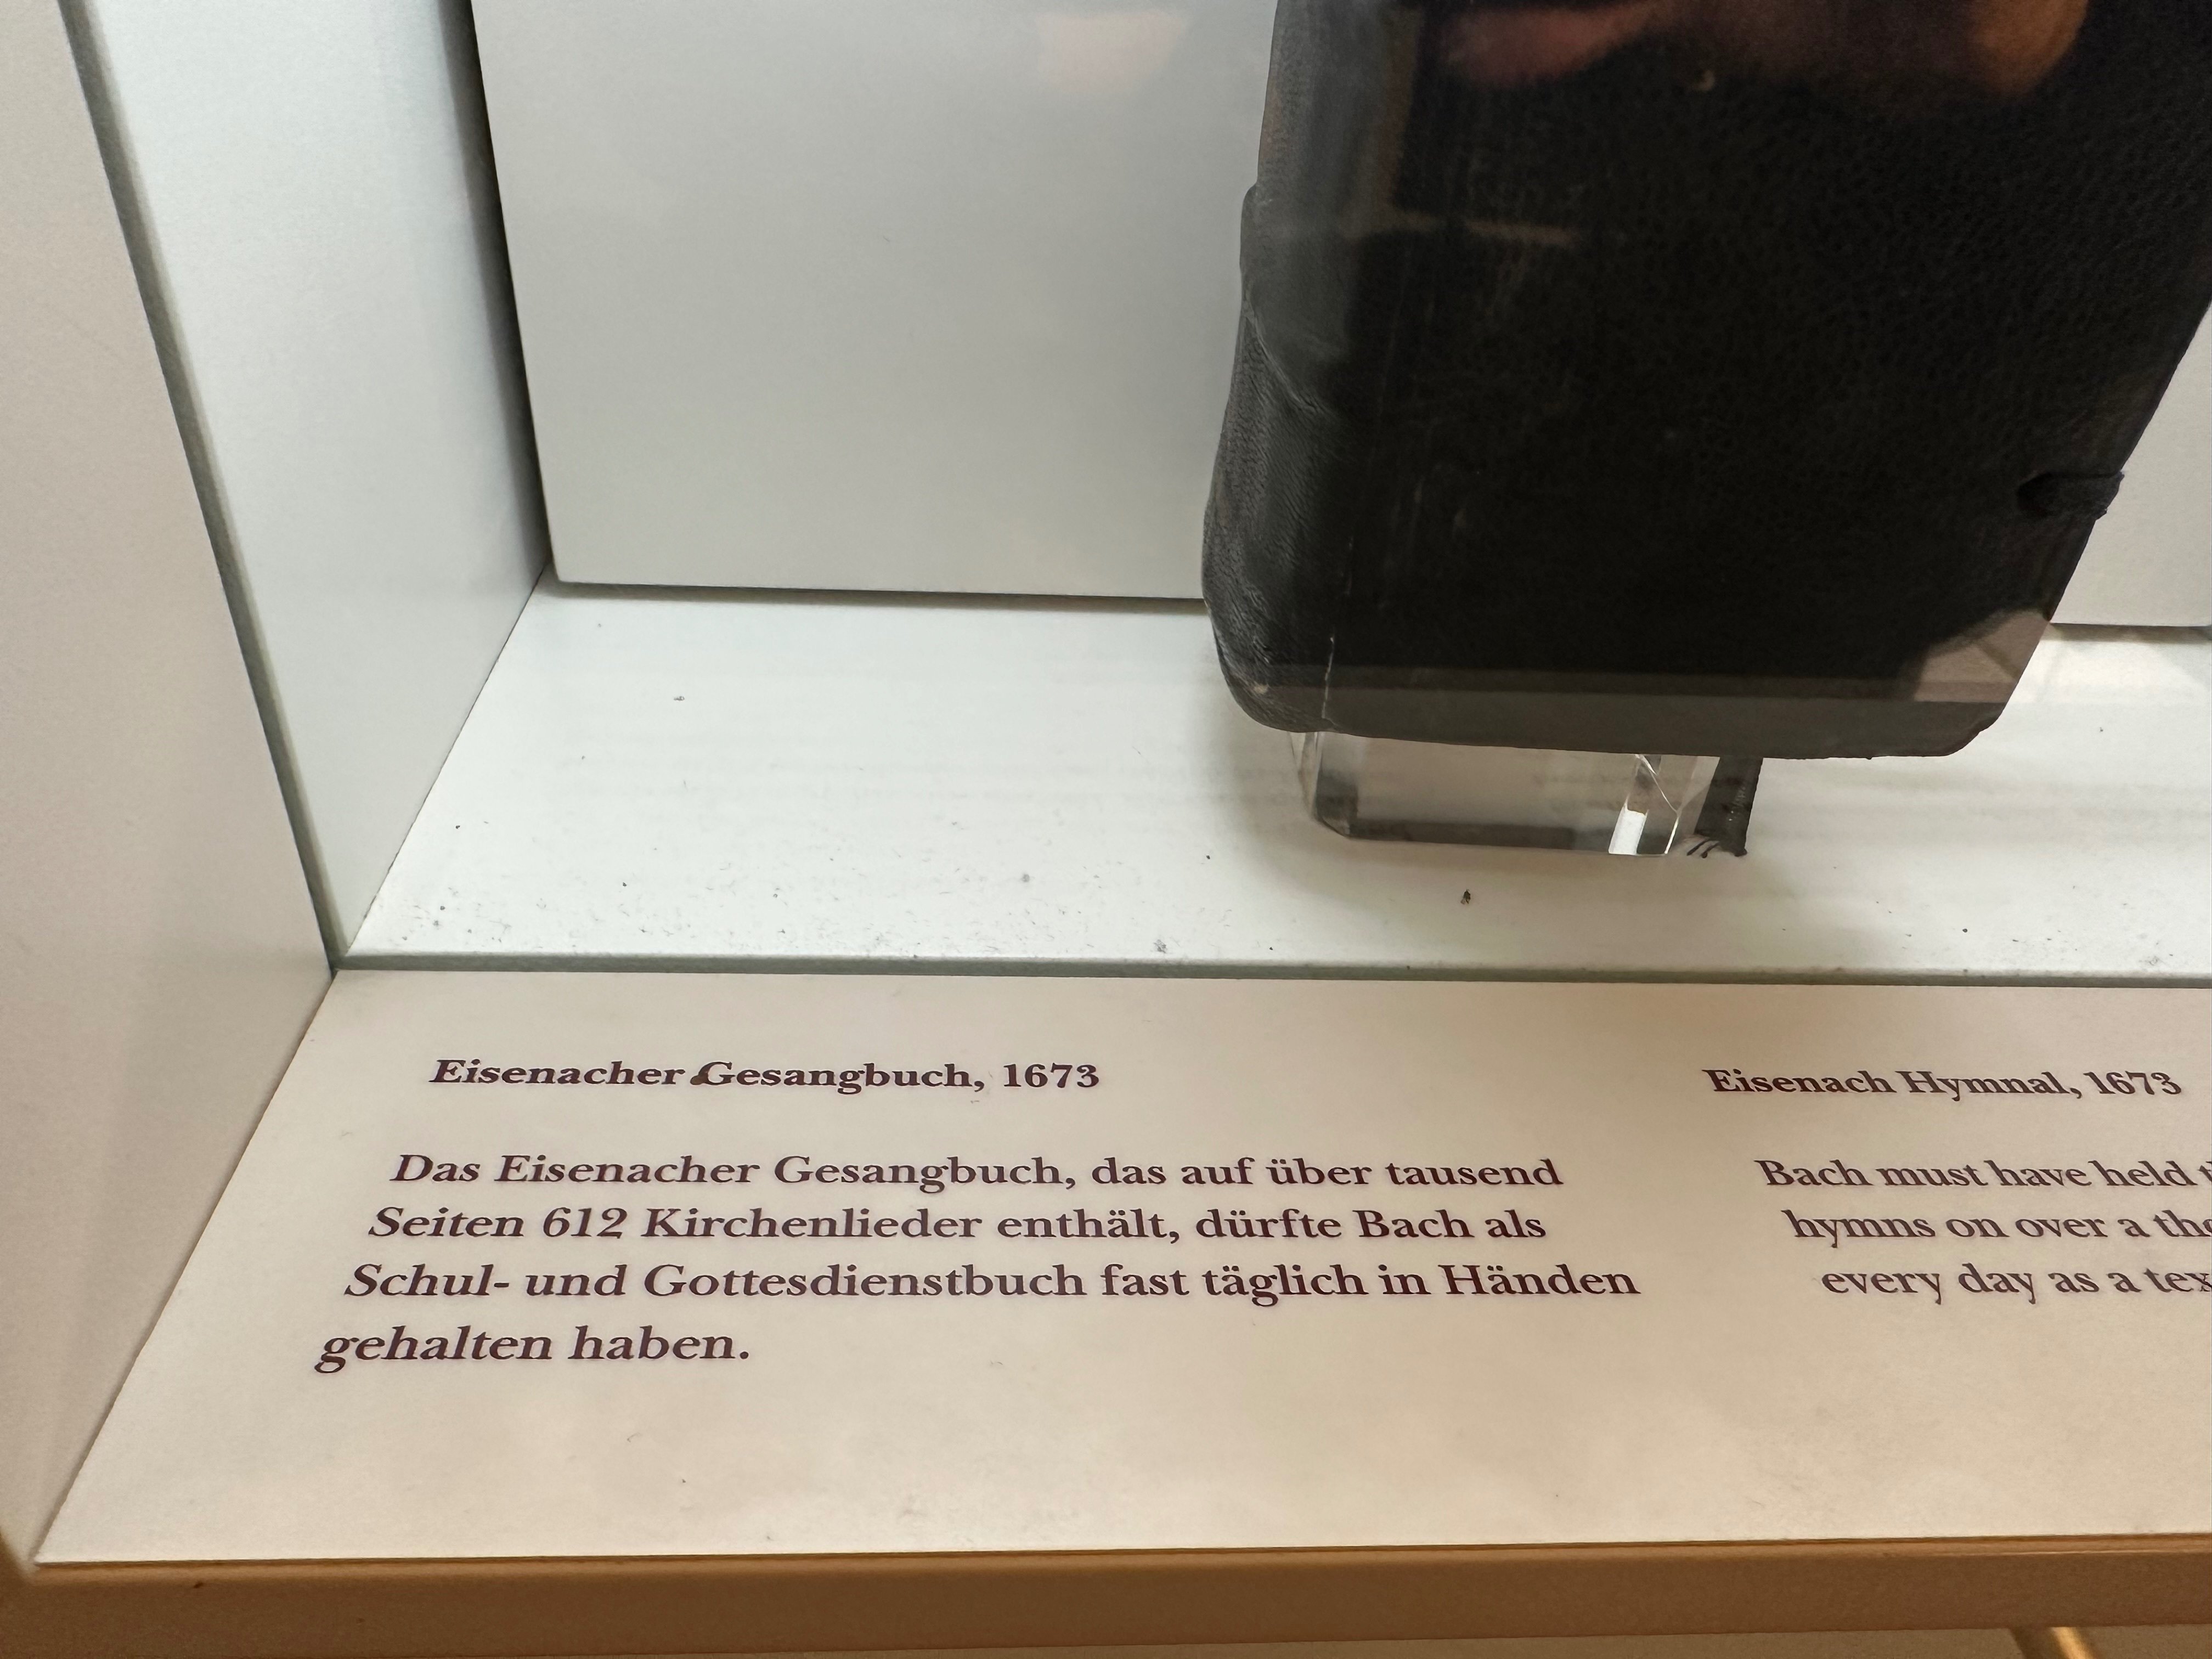 Eisenacher Gesangbuch, 1673
Das Eisenacher Gesangbuch, das auf über tausend
Seiten 612 Kirchenlieder enthält, dürfte Bach als
Schul- und Gottesdienstbuch fast täglich in Händen
gehalten haben.
Eisenach Hymnal, 1673
Bach must have held
hymns on over a
every day as a